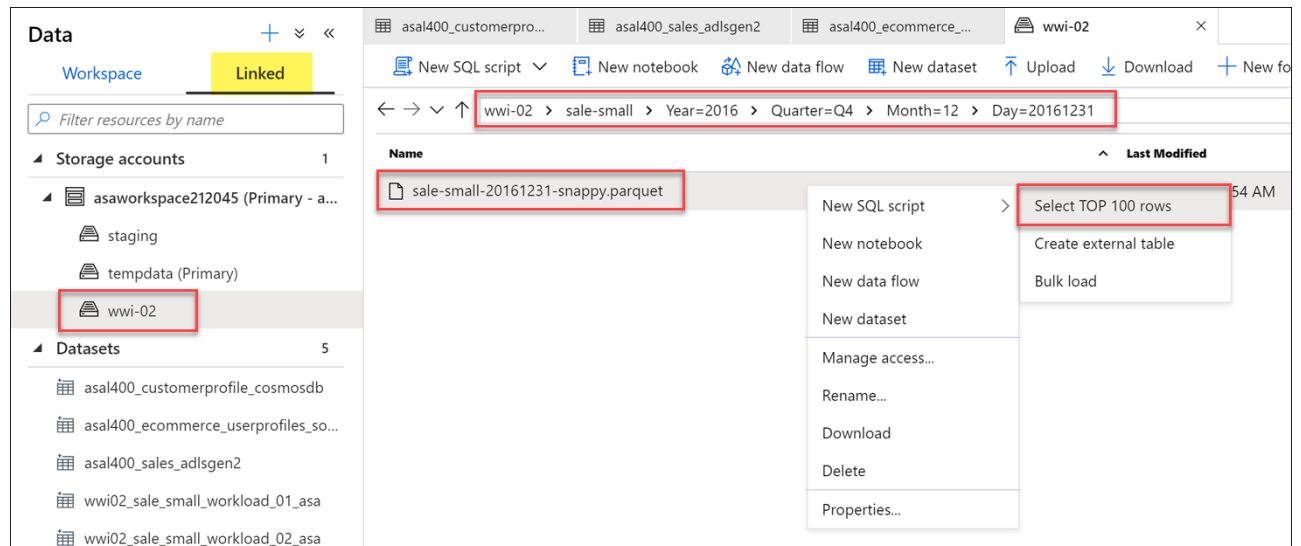 Data
Workspace
Linked
Filter resources by name
Storage accounts 1
asaworkspace212045 (Primary - a...
staging
tempdata (Primary)
wwi-02
Datasets 5
asal400_customerprofile_cosmosdb
asal400_ecommerce_userprofiles_so...
asal400_sales_adlsgen2
wwi02_sale_small_workload_01_asa
wwi02_sale_small_workload_02_asa
asal400_customerpro...
asal400_sales_adlsgen2
asal400_ecommerce_...
wwi-02
New SQL script
New notebook
New data flow
New dataset
Upload
Download
New fo
wwi-02 > sale-small > Year=2016 > Quarter=Q4 > Month=12 > Day=20161231
Name
Last Modified
sale-small-20161231-snappy.parquet
54 AM
New SQL script
New notebook
New data flow
New dataset
Manage access...
Rename...
Download
Delete
Properties...
Select TOP 100 rows
Create external table
Bulk load